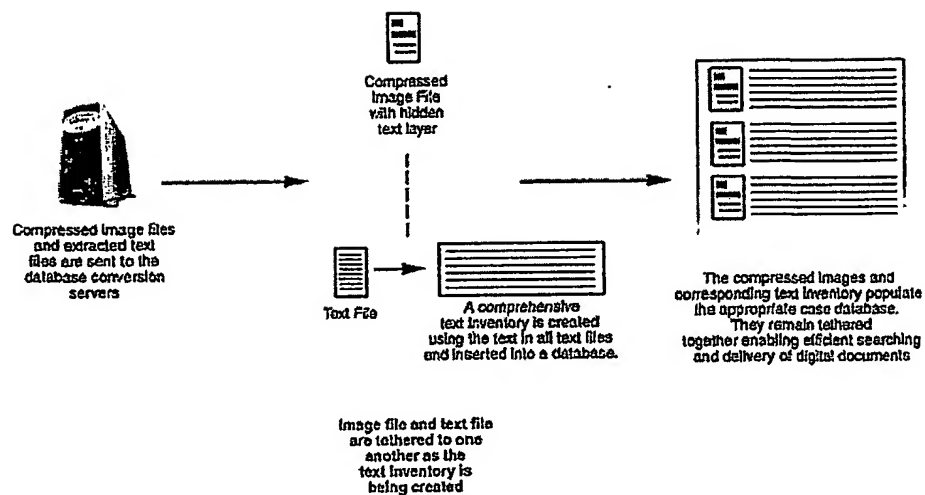 Compressed
Image File
with hidden
text layer
Compressed image files
and extracted text
files are sent to the
database conversion
servers
Text File
A comprehensive
text inventory is created
using the text in all text files
and inserted into a database.
The compressed images and
corresponding text inventory populate
the appropriate case database.
They remain tethered
together enabling efficient searching
and delivery of digital documents
Image file and text file
are tethered to one
another as the
text inventory is
being created